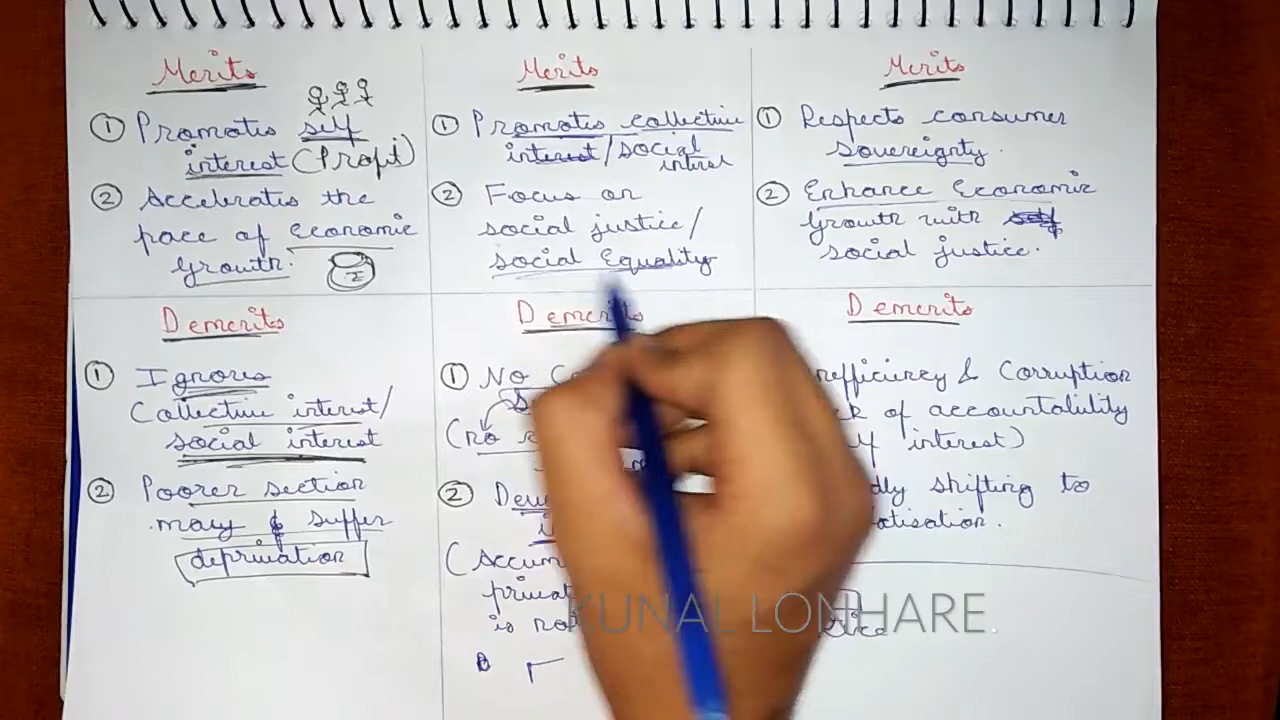 Merits
① Promotes self
interest (Profit)
② Accelerates the
pace of economic
growth.
Demerits
① Ignores
Collective interest/
social interest
② Poorer section
may suffer
deprivation
Merits
① Promotes collective
interest/social
interest
② Focus on
social justice/
social Equality
Demerits
① No
(no
②
(Accum
is
Merits
① Respects consumer
sovereignty.
② Enhance Economic
Growth with
social justice.
Demerits
& Corruption
of accountability
interest)
shifting to
KUNAL LONHARE.